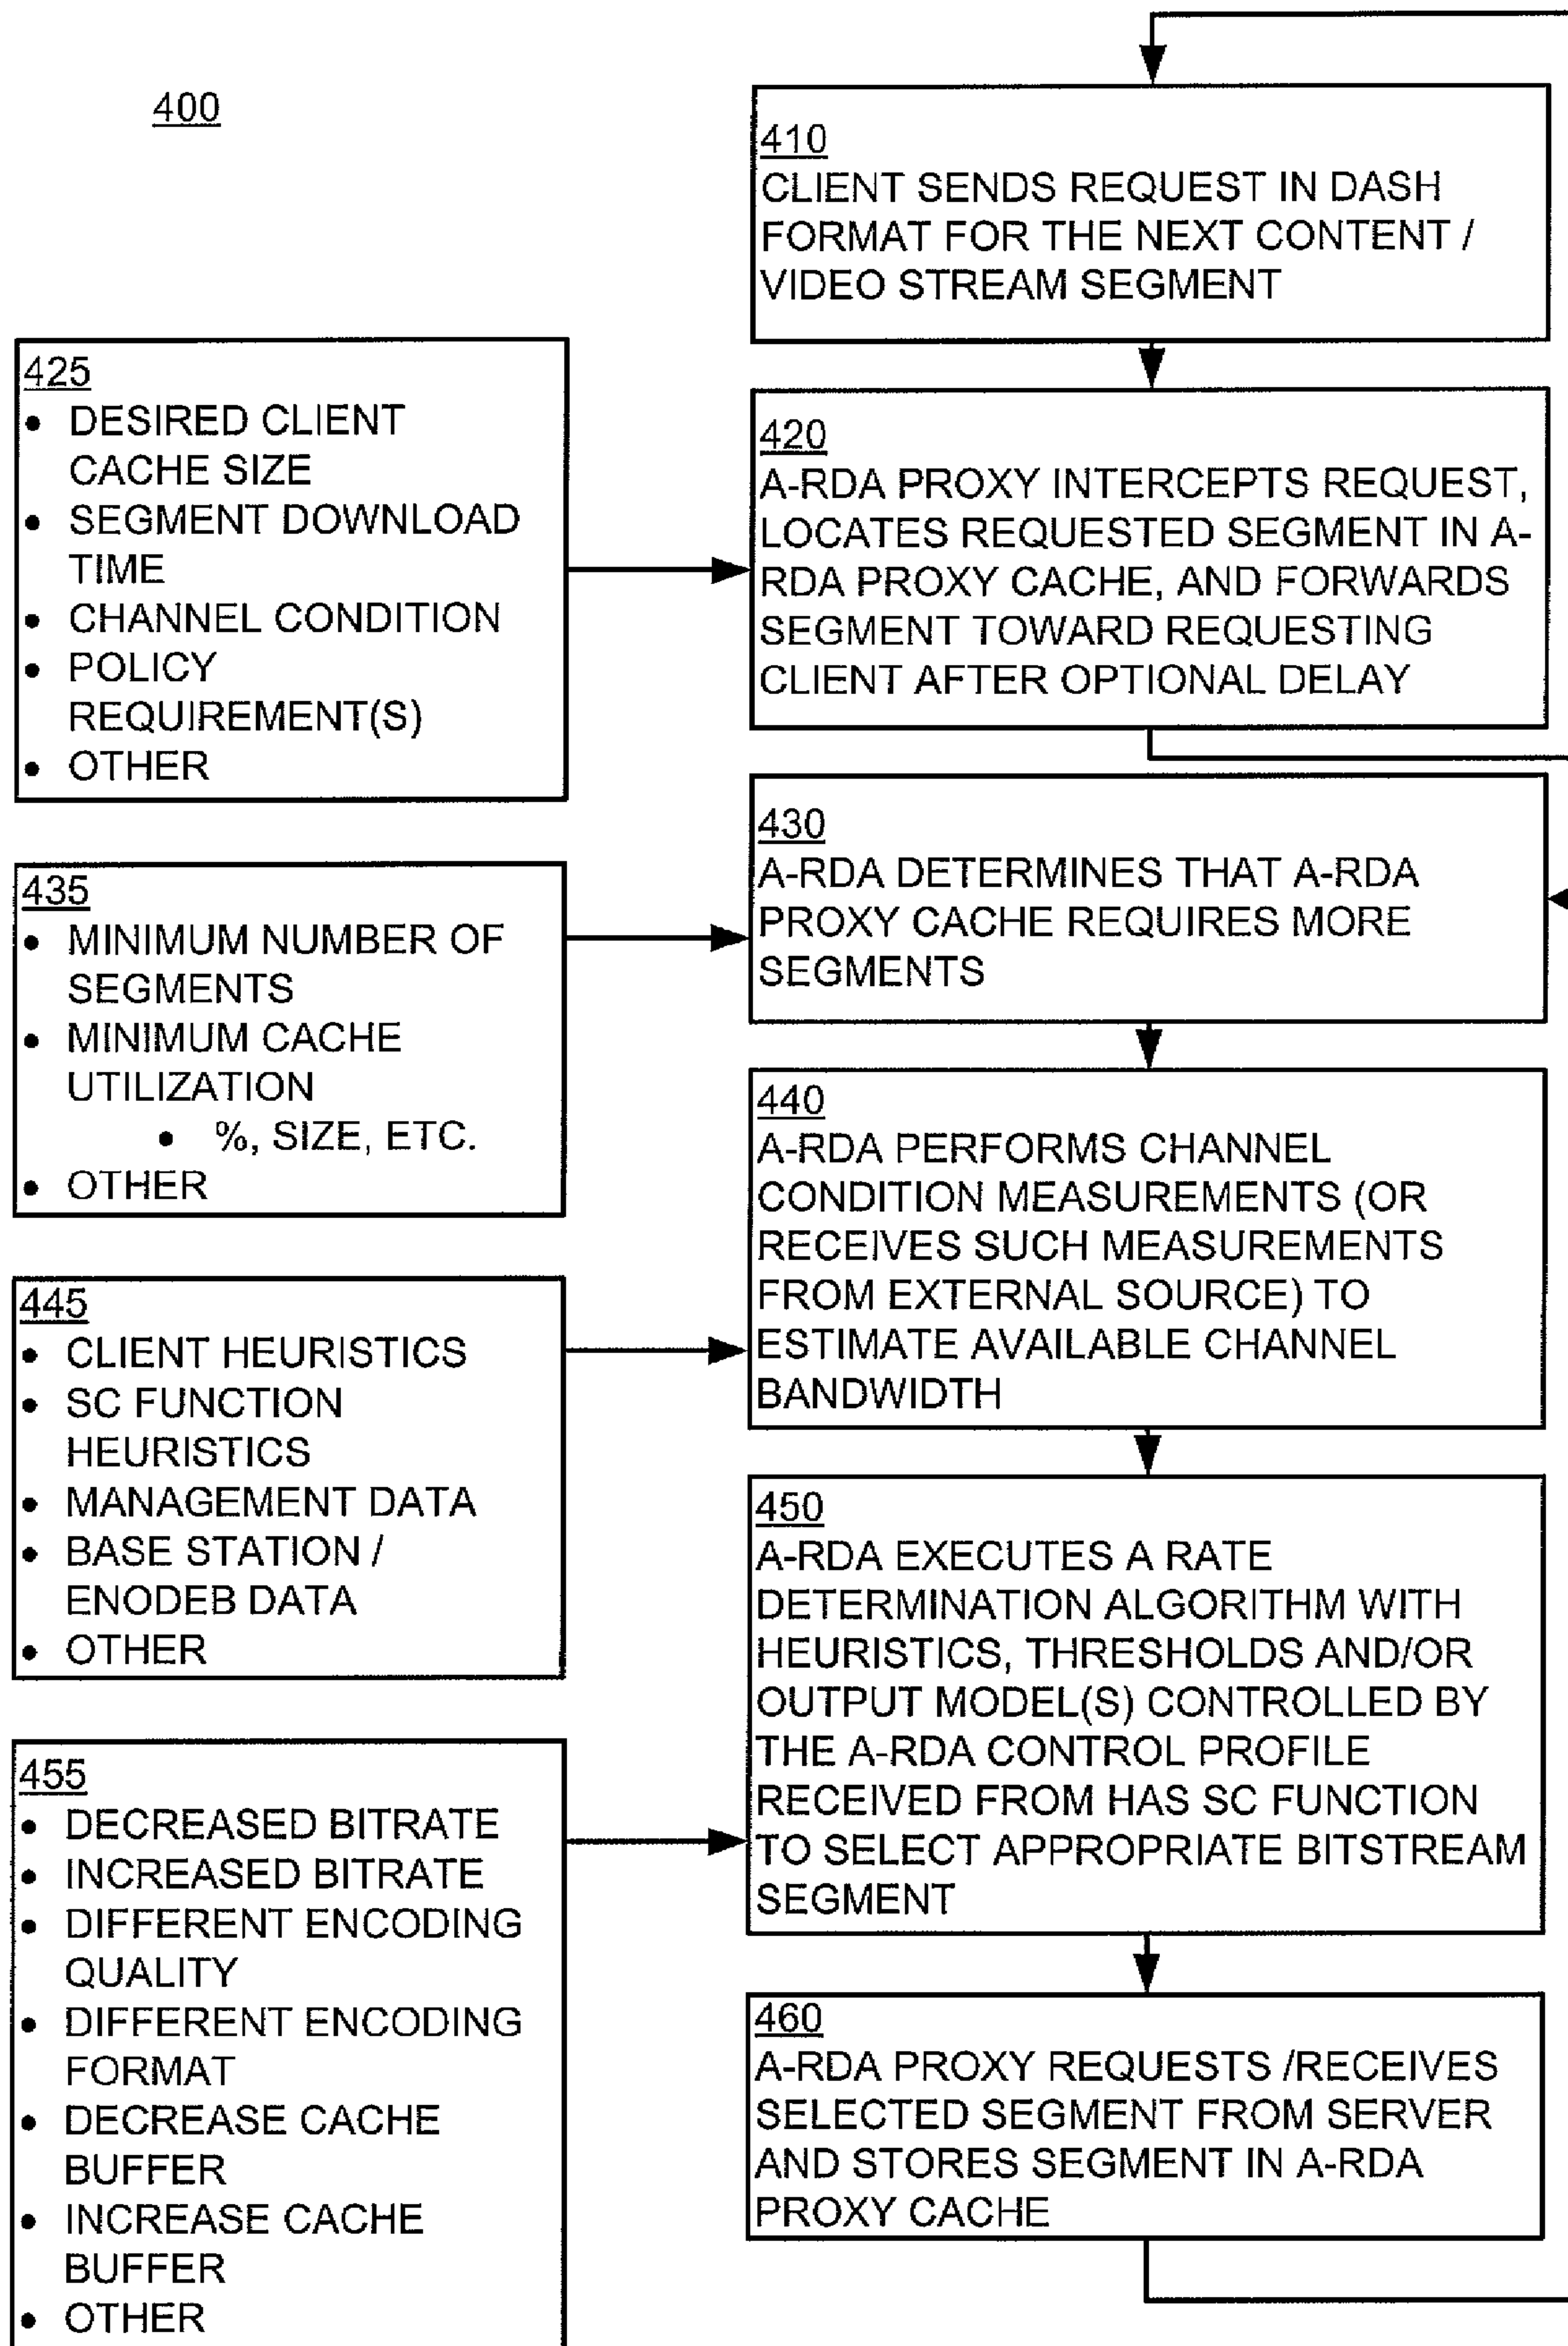 400
410
CLIENT SENDS REQUEST IN DASH
FORMAT FOR THE NEXT CONTENT /
VIDEO STREAM SEGMENT
425
• DESIRED CLIENT
CACHE SIZE
• SEGMENT DOWNLOAD
TIME
• CHANNEL CONDITION
• POLICY
REQUIREMENT(S)
• OTHER
420
A-RDA PROXY INTERCEPTS REQUEST,
LOCATES REQUESTED SEGMENT IN A-
RDA PROXY CACHE, AND FORWARDS
SEGMENT TOWARD REQUESTING
CLIENT AFTER OPTIONAL DELAY
435
• MINIMUM NUMBER OF
SEGMENTS
• MINIMUM CACHE
UTILIZATION
• %, SIZE, ETC.
• OTHER
430
A-RDA DETERMINES THAT A-RDA
PROXY CACHE REQUIRES MORE
SEGMENTS
445
• CLIENT HEURISTICS
• SC FUNCTION
HEURISTICS
• MANAGEMENT DATA
• BASE STATION /
ENODEB DATA
• OTHER
440
A-RDA PERFORMS CHANNEL
CONDITION MEASUREMENTS (OR
RECEIVES SUCH MEASUREMENTS
FROM EXTERNAL SOURCE) TO
ESTIMATE AVAILABLE CHANNEL
BANDWIDTH
455
• DECREASED BITRATE
• INCREASED BITRATE
• DIFFERENT ENCODING
QUALITY
• DIFFERENT ENCODING
FORMAT
• DECREASE CACHE
BUFFER
• INCREASE CACHE
BUFFER
• OTHER
450
A-RDA EXECUTES A RATE
DETERMINATION ALGORITHM WITH
HEURISTICS, THRESHOLDS AND/OR
OUTPUT MODEL(S) CONTROLLED BY
THE A-RDA CONTROL PROFILE
RECEIVED FROM HAS SC FUNCTION
TO SELECT APPROPRIATE BITSTREAM
SEGMENT
460
A-RDA PROXY REQUESTS /RECEIVES
SELECTED SEGMENT FROM SERVER
AND STORES SEGMENT IN A-RDA
PROXY CACHE